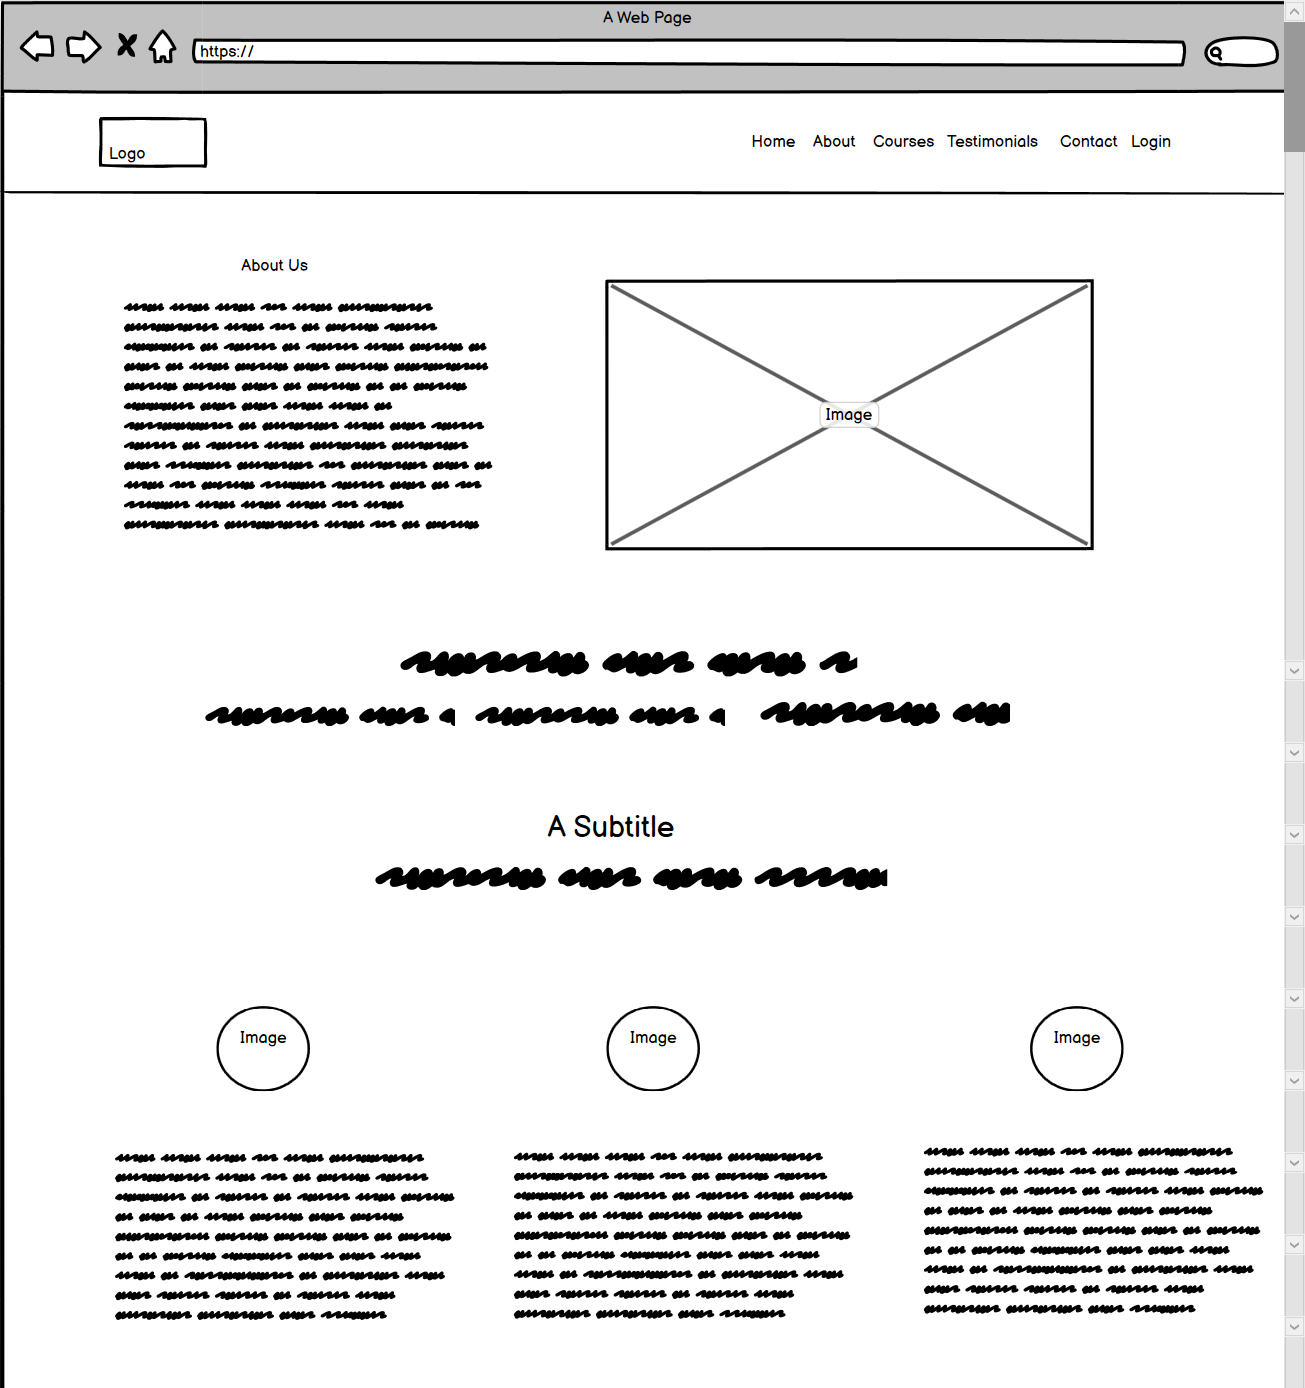 A Web Page
https://
Logo
Home About Courses Testimonials Contact Login
About Us
Image
A Subtitle
Image Image Image